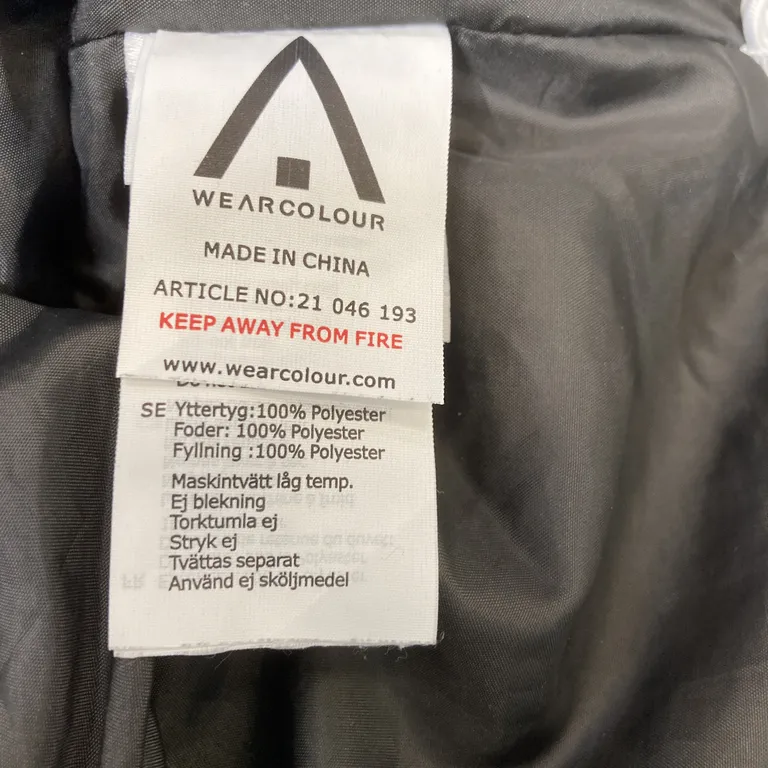 WEARCOLOUR
MADE IN CHINA
ARTICLE NO:21 046 193
KEEP AWAY FROM FIRE
www.wearcolour.com
SE Yttertyg:100% Polyester
Foder: 100% Polyester
Fyllning :100% Polyester
Maskintvätt låg temp.
Ej blekning
Torktumla ej
Stryk ej
Tvättas separat
Använd ej sköljmedel